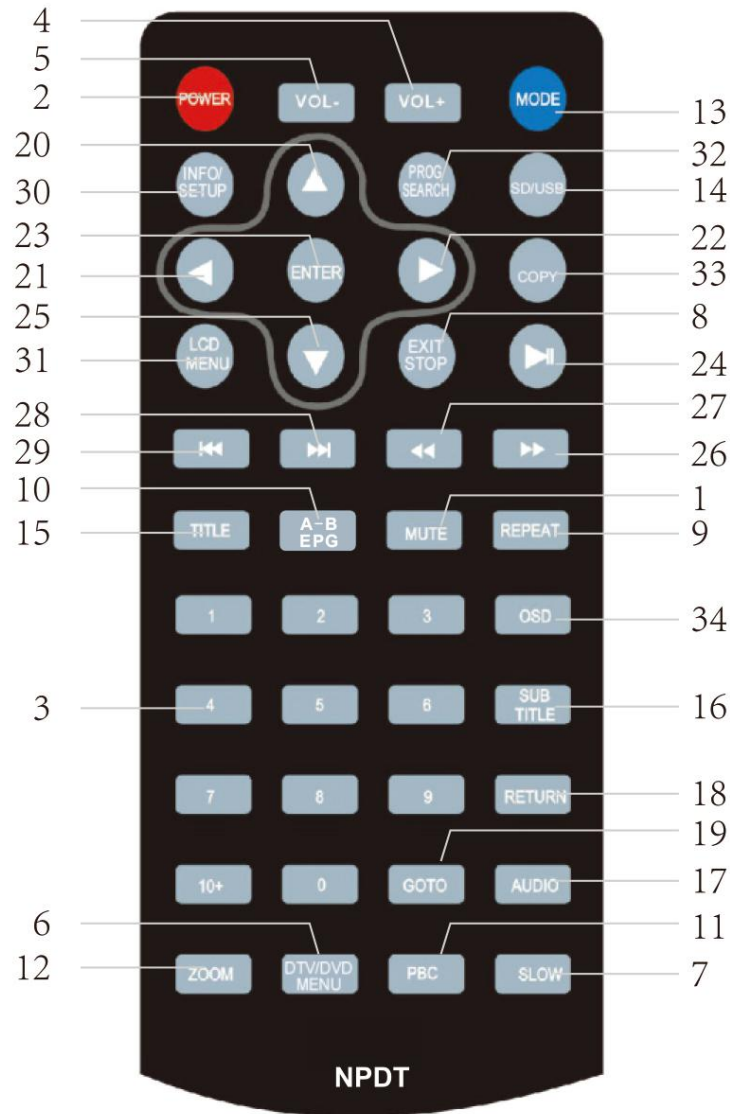 4
5
2
POWER
VOL-
VOL+
MODE
13
20
30
INFO/
SETUP
PROG
SEARCH
SD/USB
32
14
23
21
ENTER
COPY
22
33
25
31
LCD
MENU
EXIT
STOP
8
24
28
29
27
26
10
15
TITLE
A-B
EPG
MUTE
REPEAT
1
9
1
2
3
OSD
34
3
4
5
6
SUB
TITLE
16
7
8
9
RETURN
18
19
10+
0
GOTO
AUDIO
17
6
12
ZOOM
DTV/DVD
MENU
PBC
SLOW
11
7
NPDT